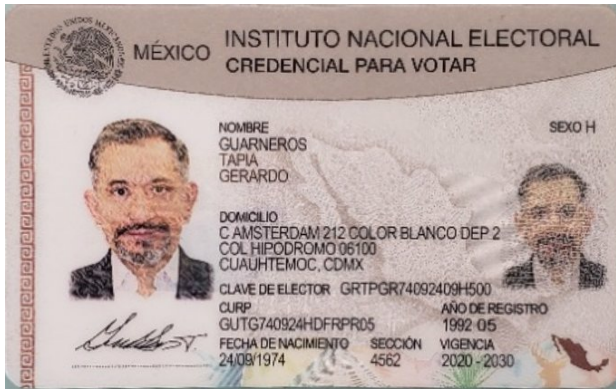 MÉXICO INSTITUTO NACIONAL ELECTORAL
CREDENCIAL PARA VOTAR
NOMBRE
GUARNEROS
TAPIA
GERARDO
SEXO H
DOMICILIO
C AMSTERDAM 212 COLOR BLANCO DEP 2
COL HIPODROMO 06100
CUAUHTEMOC, CDMX
CLAVE DE ELECTOR GRTPGR74092409H500
CURP
GUTG740924HDFRPR05
AÑO DE REGISTRO
1992 05
FECHA DE NACIMIENTO
24/09/1974
SECCIÓN
4562
VIGENCIA
2020 - 2030